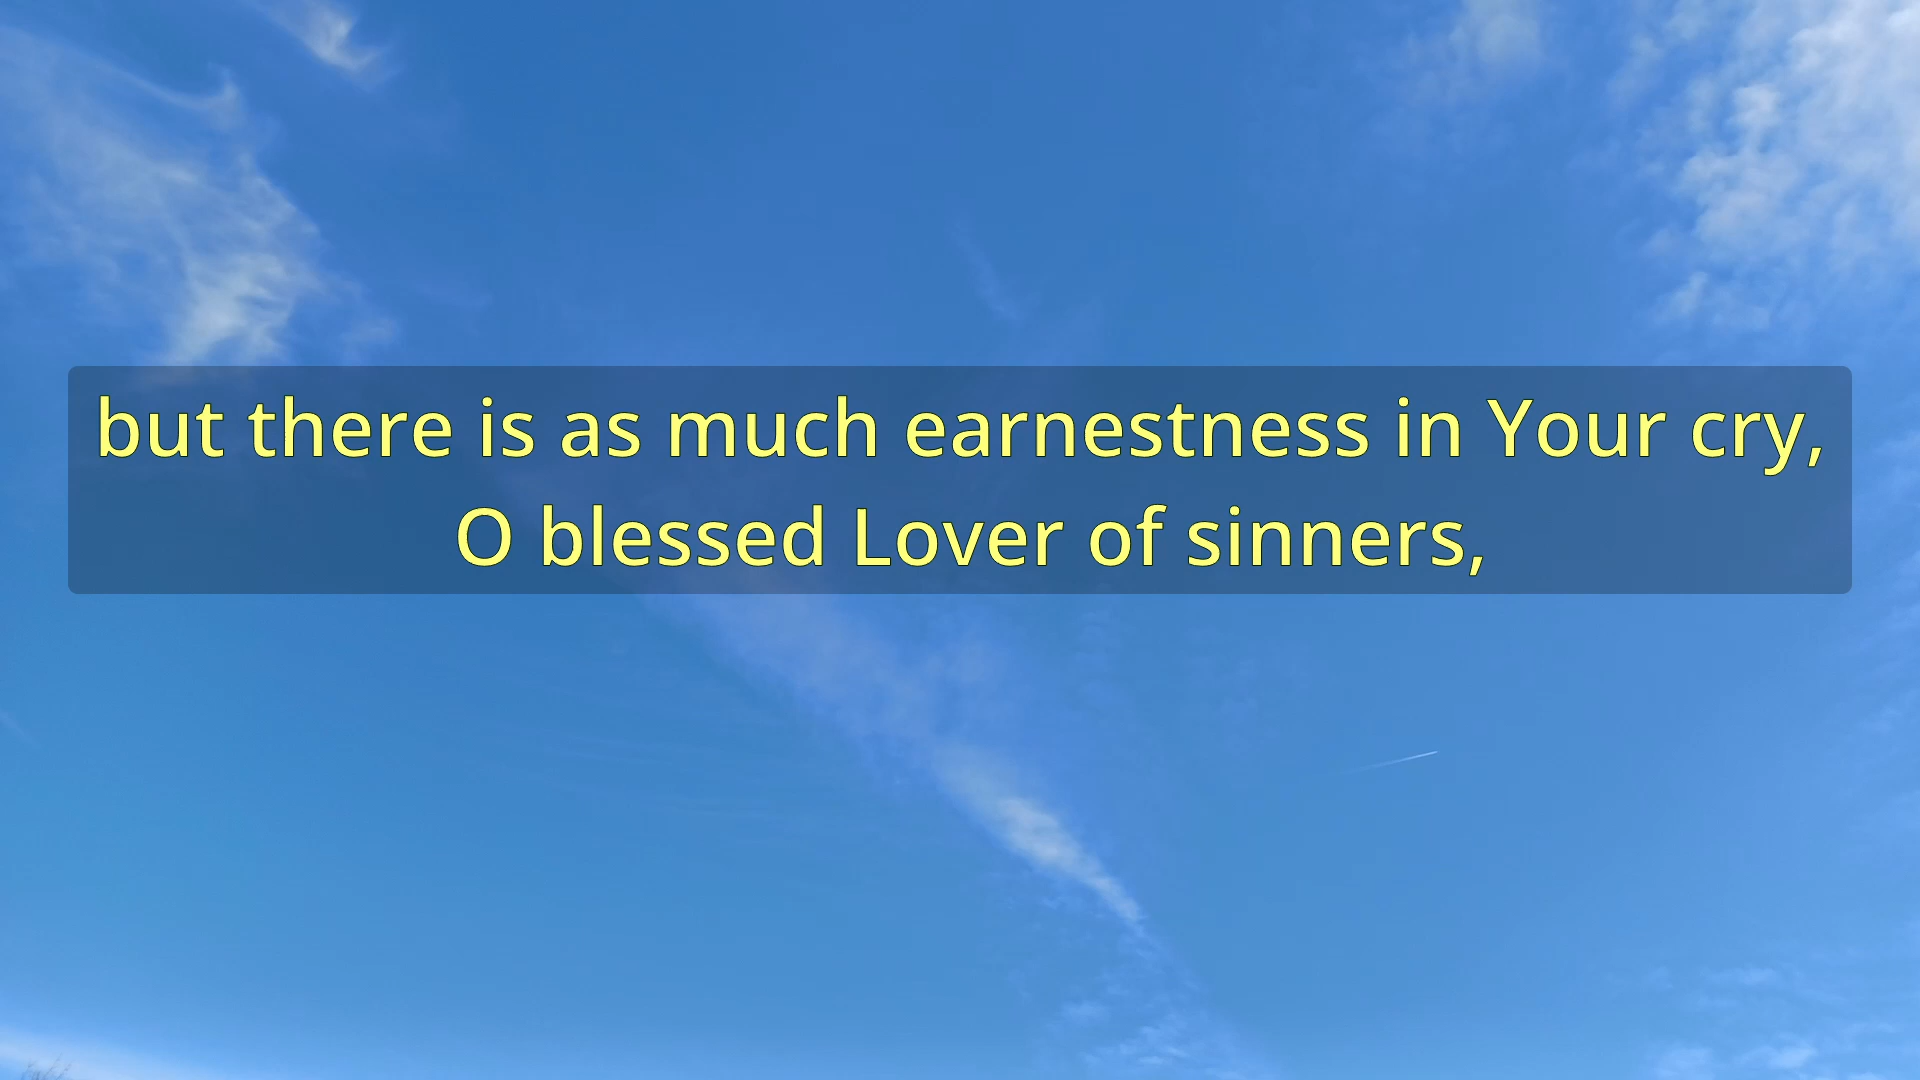 but there is as much earnestness in Your cry,
O blessed Lover of sinners,